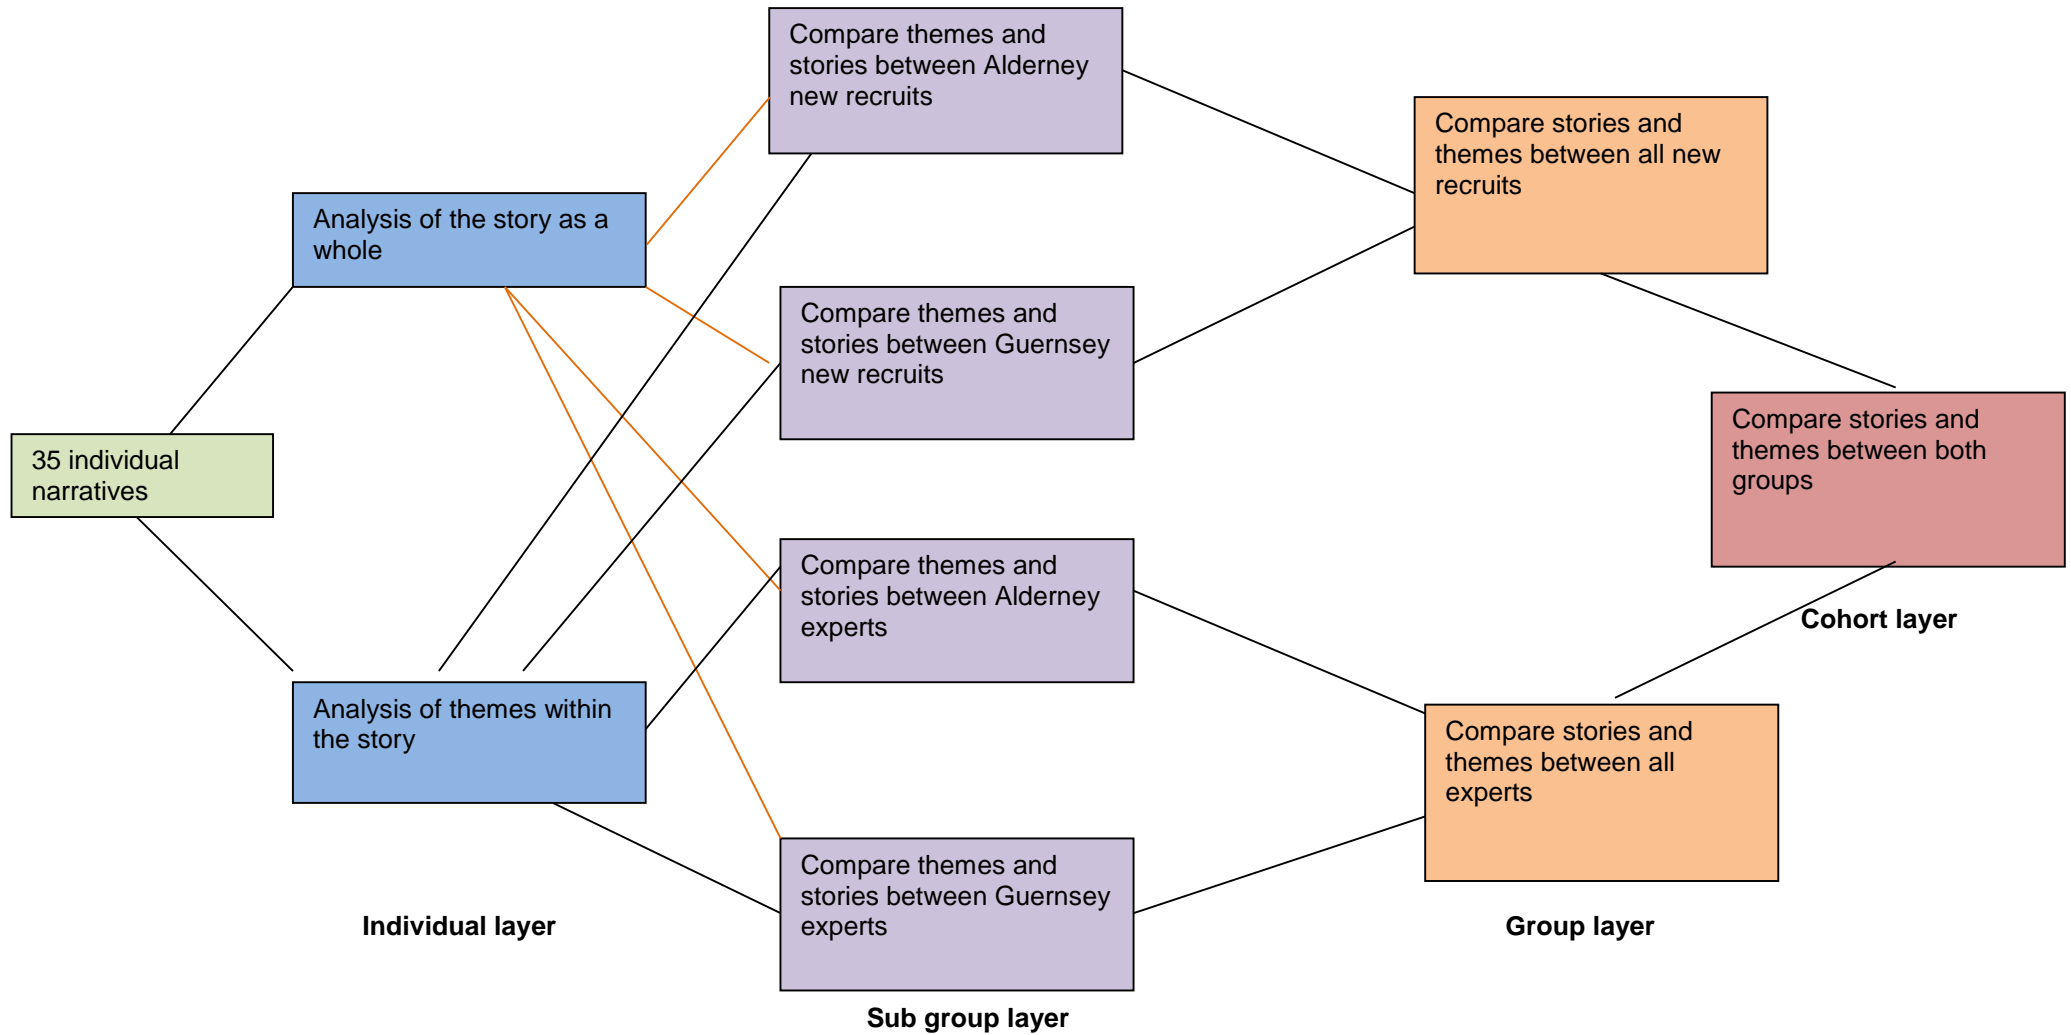 35 individual
narratives
Analysis of the story as a
whole
Analysis of themes within
the story
Individual layer
Compare themes and
stories between Alderney
new recruits
Compare themes and
stories between Guernsey
new recruits
Compare themes and
stories between Alderney
experts
Compare themes and
stories between Guernsey
experts
Sub group layer
Compare stories and
themes between all new
recruits
Compare stories and
themes between all
experts
Group layer
Compare stories and
themes between both
groups
Cohort layer